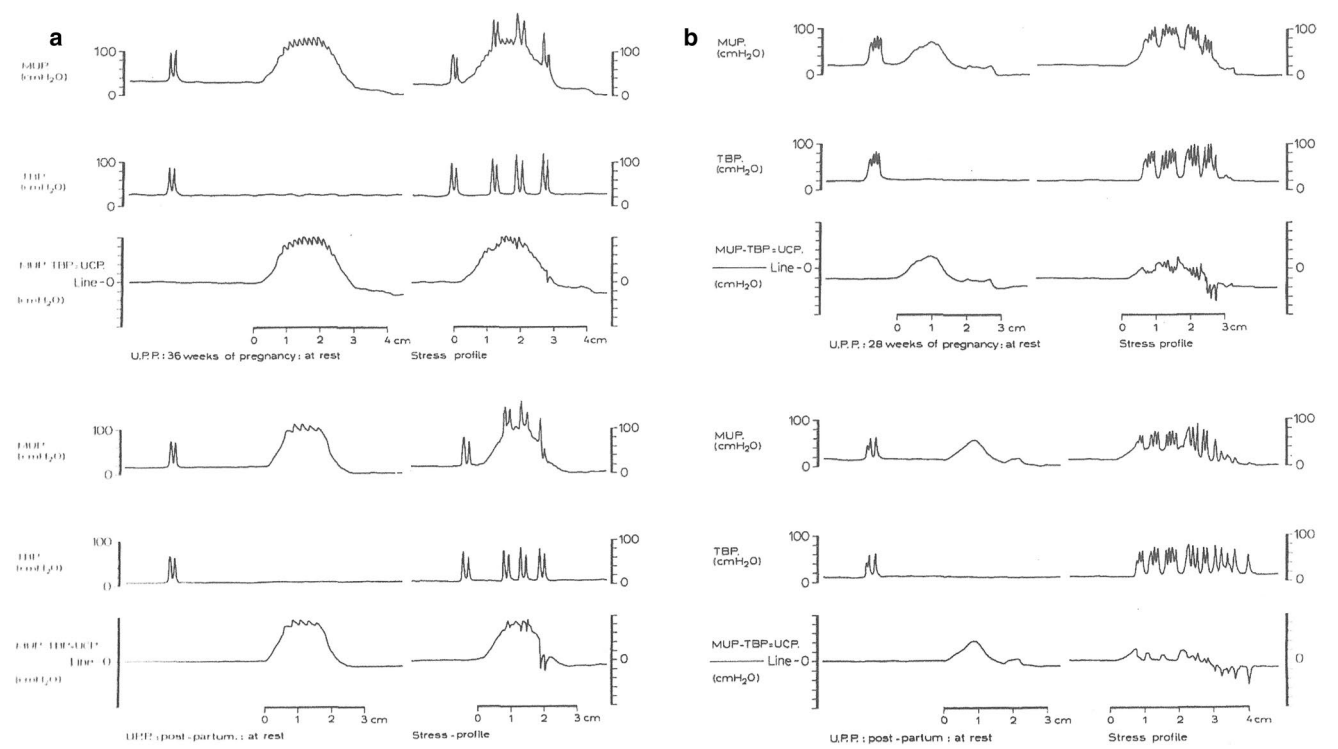 a
MUP.
(cmH₂O)
100
0
100
0
TBP.
(cmH₂O)
100
0
100
0
MUP-TBP=UCP.
Line-0
(cmH₂O)
0
0 1 2 3 4 cm
0 1 2 3 4cm
U.P.P.: 36 weeks of pregnancy: at rest
Stress profile
MUP.
(cmH₂O)
100
0
100
0
TBP.
(cmH₂O)
100
0
100
0
MUP-TBP=UCP.
Line-0
(cmH₂O)
0
0 1 2 3 cm
0 1 2 3 cm
U.P.P.: post-partum.: at rest
Stress-profile
b
MUP.
(cmH₂O)
100
0
100
0
TBP.
(cmH₂O)
100
0
100
0
MUP-TBP=UCP.
Line-0
(cmH₂O)
0
0 1 2 3 cm
0 1 2 3 cm
U.P.P.: 28 weeks of pregnancy: at rest
Stress profile
MUP.
(cmH₂O)
100
0
100
0
TBP.
(cmH₂O)
100
0
100
0
MUP-TBP=UCP.
Line-0
(cmH₂O)
0
0 1 2 3 cm
0 1 2 3 4 cm
U.P.P.: post-partum: at rest
Stress profile